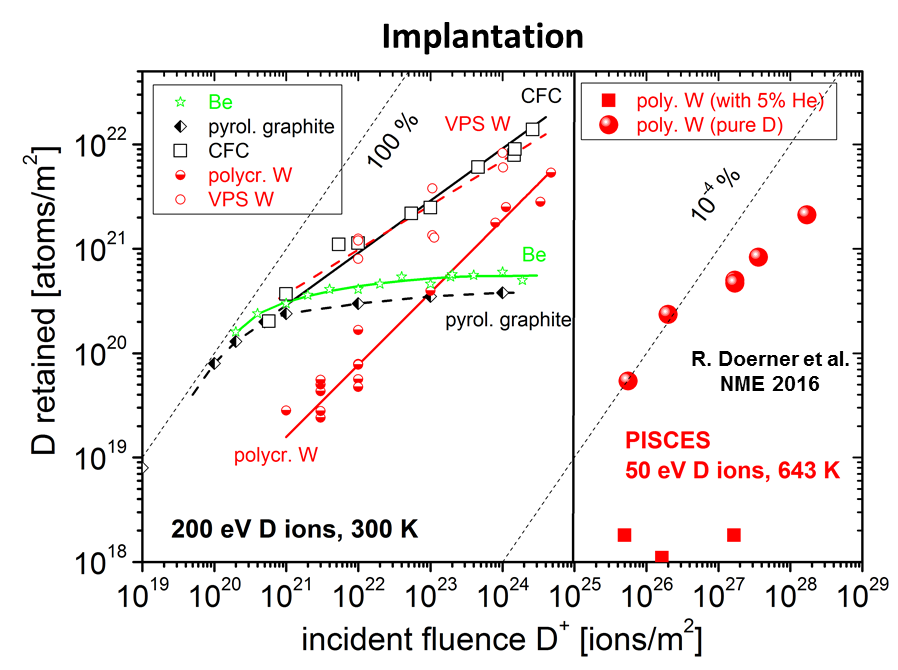 Implantation
D retained [atoms/m²]
10²²
10²¹
10²⁰
10¹⁹
10¹⁸
Be
pyrol. graphite
CFC
polycr. W
VPS W
100 %
VPS W
CFC
Be
pyrol. graphite
polycr. W
200 eV D ions, 300 K
poly. W (with 5% He)
poly. W (pure D)
10⁻⁴ %
R. Doerner et al.
NME 2016
PISCES
50 eV D ions, 643 K
10¹⁹ 10²⁰ 10²¹ 10²² 10²³ 10²⁴ 10²⁵ 10²⁶ 10²⁷ 10²⁸ 10²⁹
incident fluence D⁺ [ions/m²]